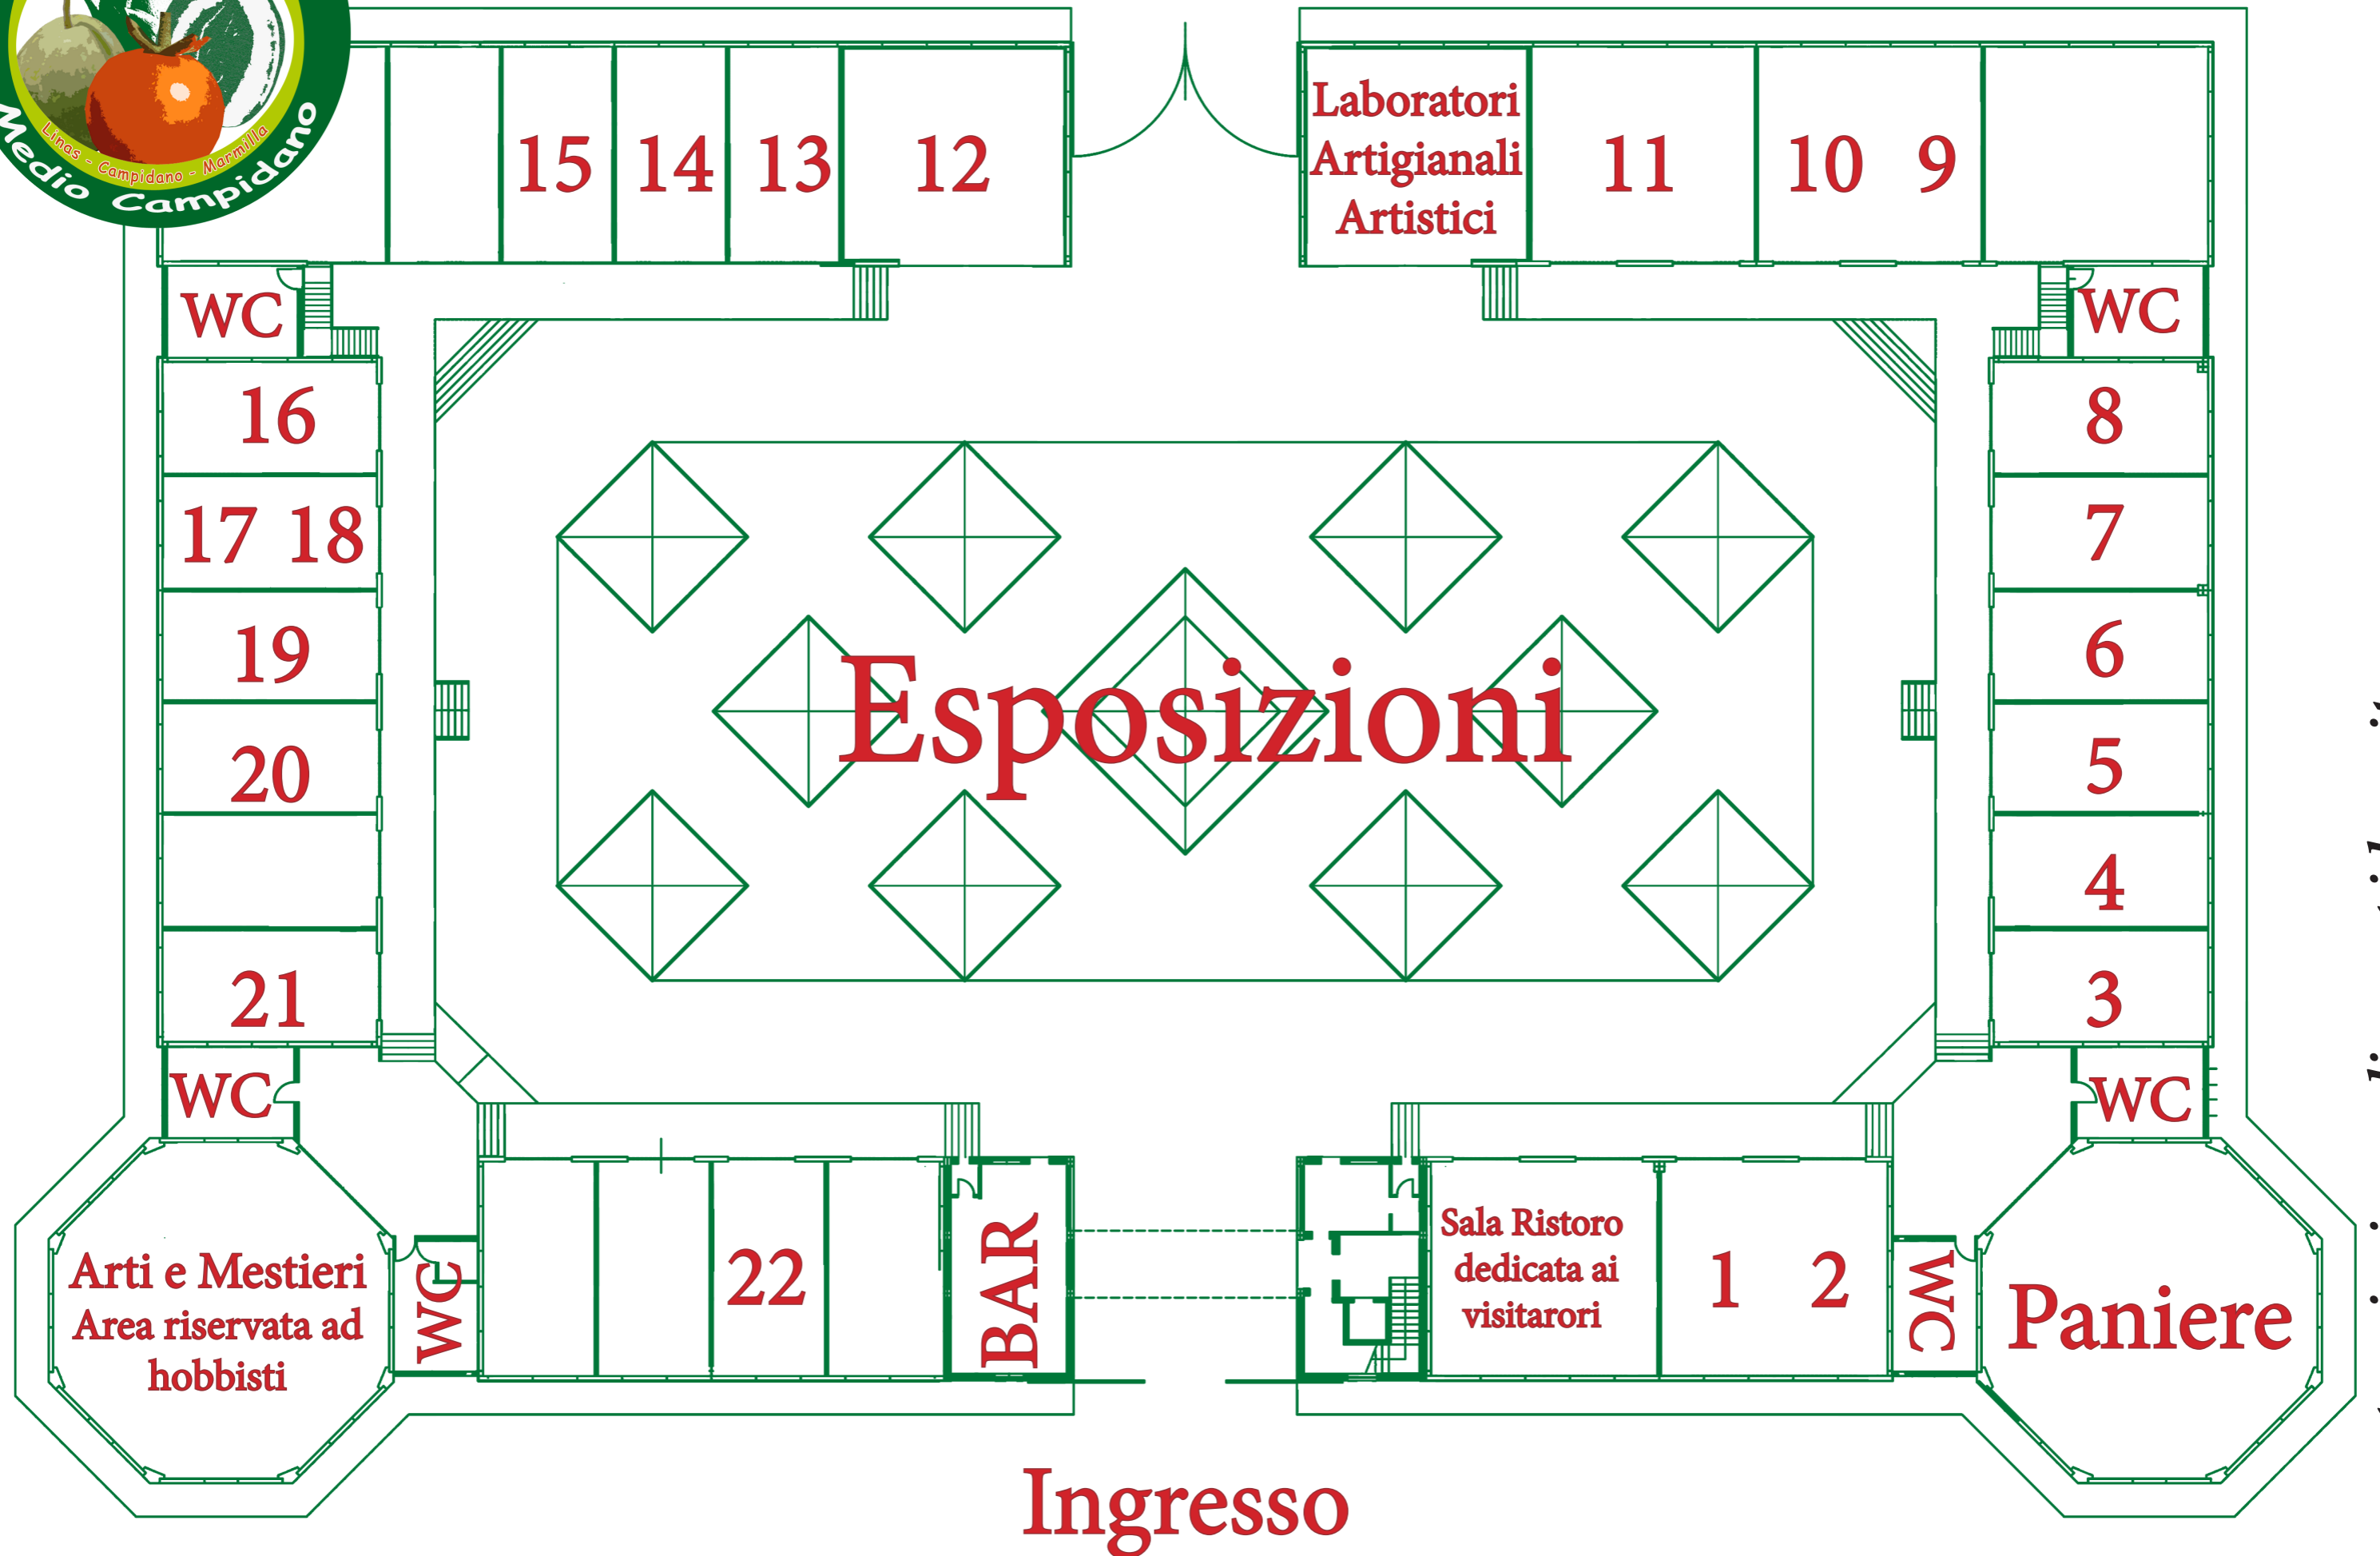 Medio Campidano
Linas - Campidano - Marmilla
15 14 13 12
Laboratori
Artigianali
Artistici
11 10 9
WC
WC
16
17 18
19
20
21
WC
8
7
6
5
4
3
WC
Esposizioni
Arti e Mestieri
Area riservata ad
hobbisti
WC
22
BAR
Sala Ristoro
dedicata ai
visitarori
1 2
WC
Paniere
Ingresso